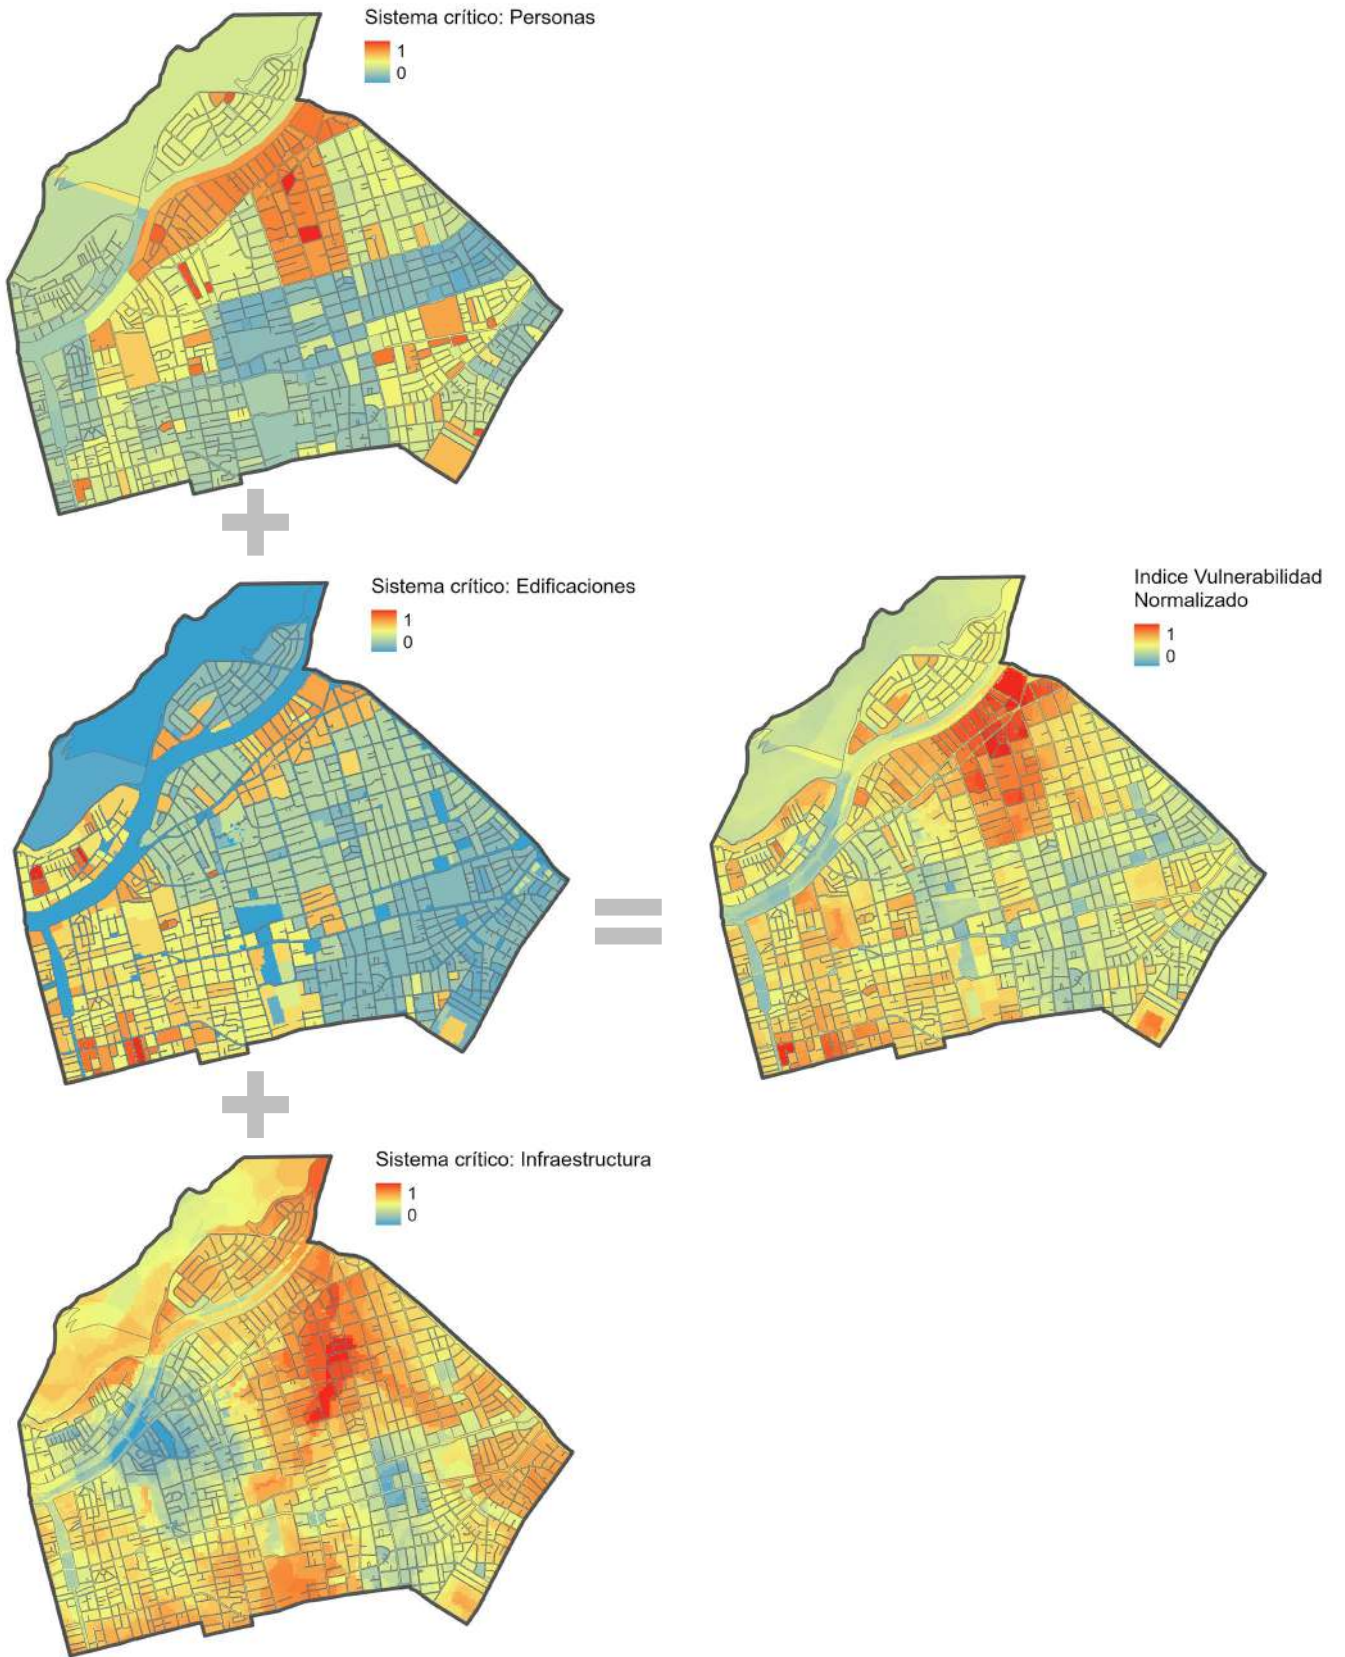 Sistema crítico: Personas
1
0
Sistema crítico: Edificaciones
1
0
Indice Vulnerabilidad
Normalizado
1
0
Sistema crítico: Infraestructura
1
0